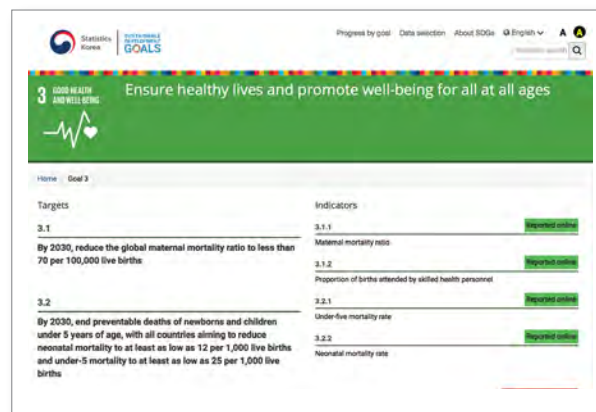 Statistics
Korea
SUSTAINABLE
DEVELOPMENT
GOALS
Progress by goal Data selection About SDGs English A A
3 GOOD HEALTH
AND WELL-BEING
Ensure healthy lives and promote well-being for all at all ages
Home Goal 3
Targets
3.1
By 2030, reduce the global maternal mortality ratio to less than
70 per 100,000 live births
3.2
By 2030, end preventable deaths of newborns and children
under 5 years of age, with all countries aiming to reduce
neonatal mortality to at least as low as 12 per 1,000 live births
and under-5 mortality to at least as low as 25 per 1,000 live
births
Indicators
3.1.1 Reported online
Maternal mortality ratio
3.1.2 Reported online
Proportion of births attended by skilled health personnel
3.2.1 Reported online
Under-five mortality rate
3.2.2 Reported online
Neonatal mortality rate